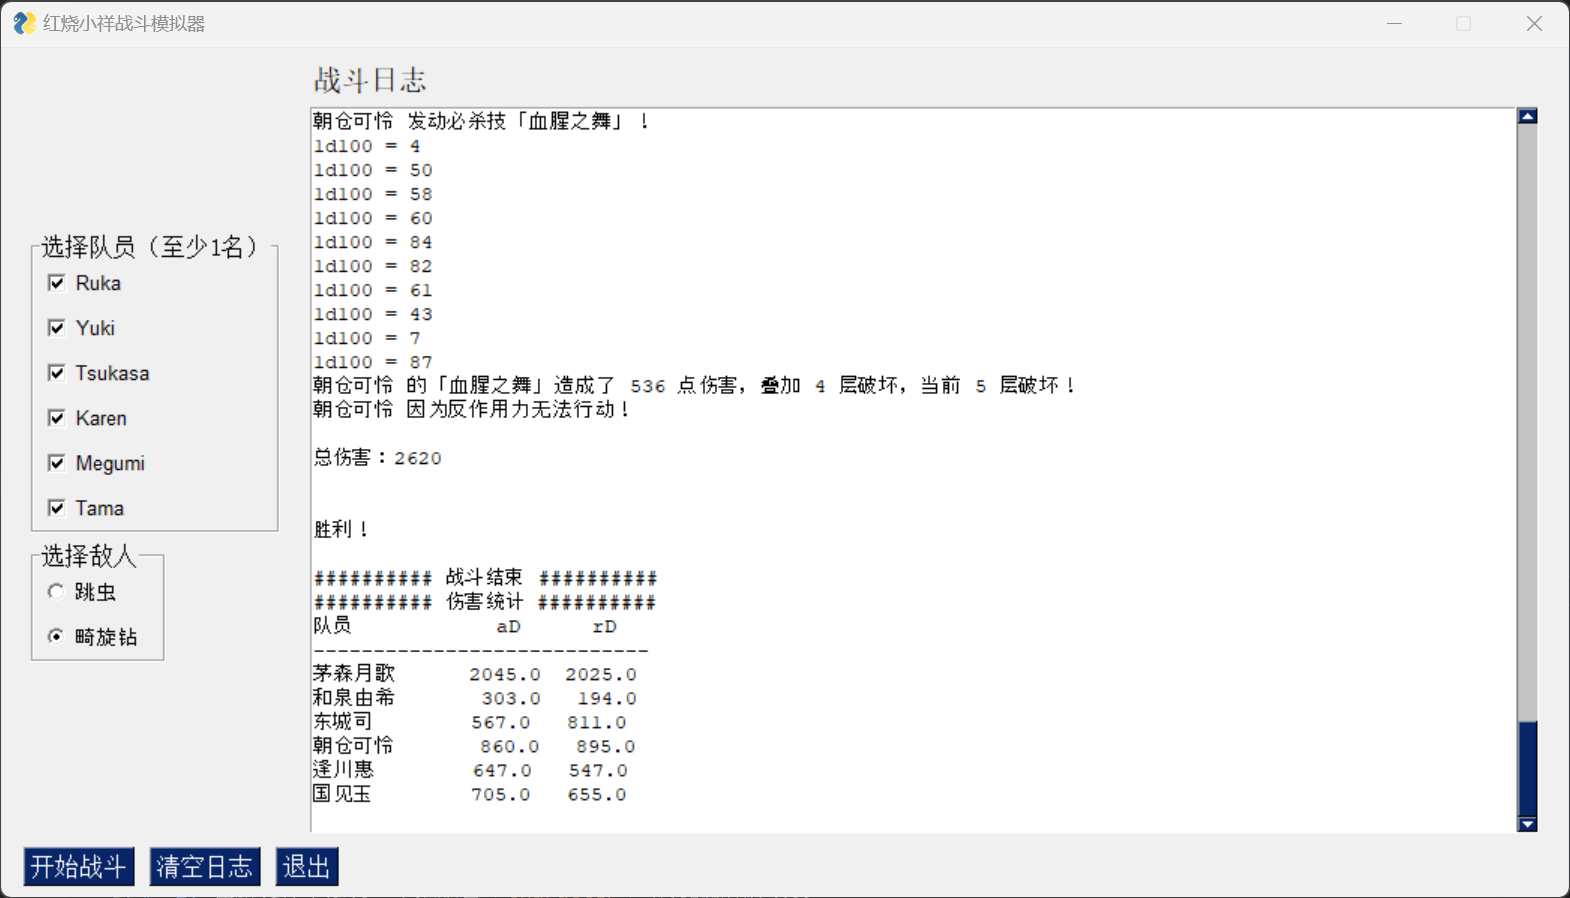 红烧小祥战斗模拟器
战斗日志
朝仓可怜 发动必杀技「血腥之舞」！
1d100 = 4
1d100 = 50
1d100 = 58
1d100 = 60
1d100 = 84
1d100 = 82
1d100 = 61
1d100 = 43
1d100 = 7
1d100 = 87
朝仓可怜 的「血腥之舞」造成了 536 点伤害，叠加 4 层破坏，当前 5 层破坏！
朝仓可怜 因为反作用力无法行动！
总伤害：2620
胜利！
########## 战斗结束 ##########
########## 伤害统计 ##########
队员 aD rD
----------------------------
茅森月歌 2045.0 2025.0
和泉由希 303.0 194.0
东城司 567.0 811.0
朝仓可怜 860.0 895.0
逢川惠 647.0 547.0
国见玉 705.0 655.0
选择队员（至少1名）
Ruka
Yuki
Tsukasa
Karen
Megumi
Tama
选择敌人
跳虫
畸旋钻
开始战斗 清空日志 退出